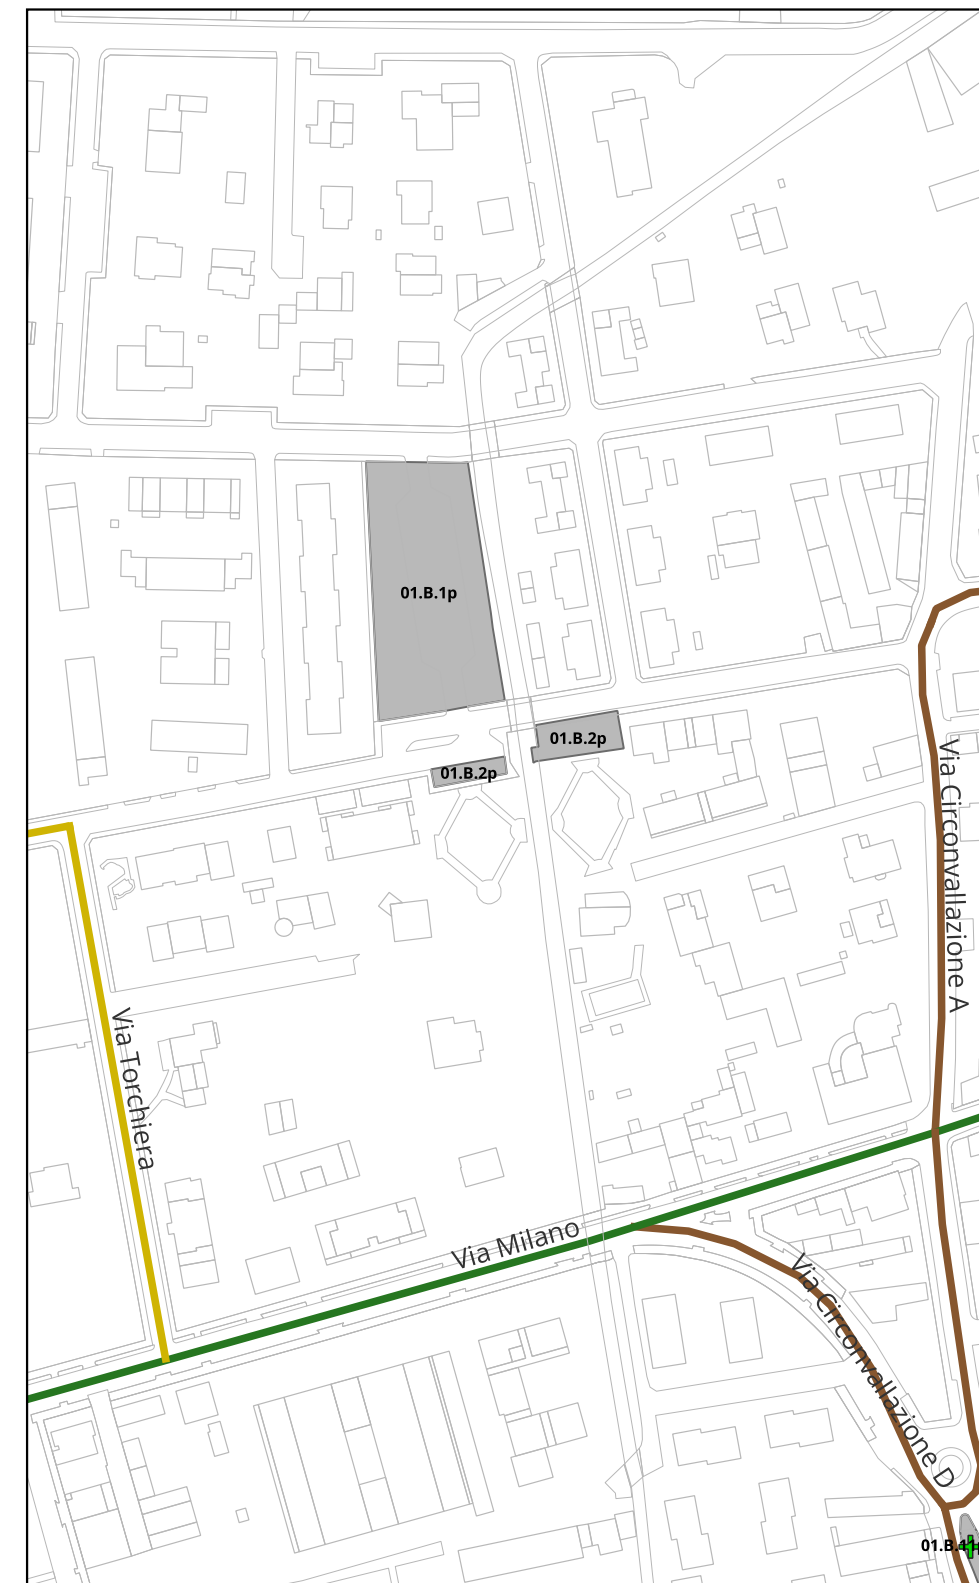 01.B.1p
01.B.2p
01.B.2p
Via Circonvallazione A
Via Torchiera
Via Milano
Via Circonvallazione D